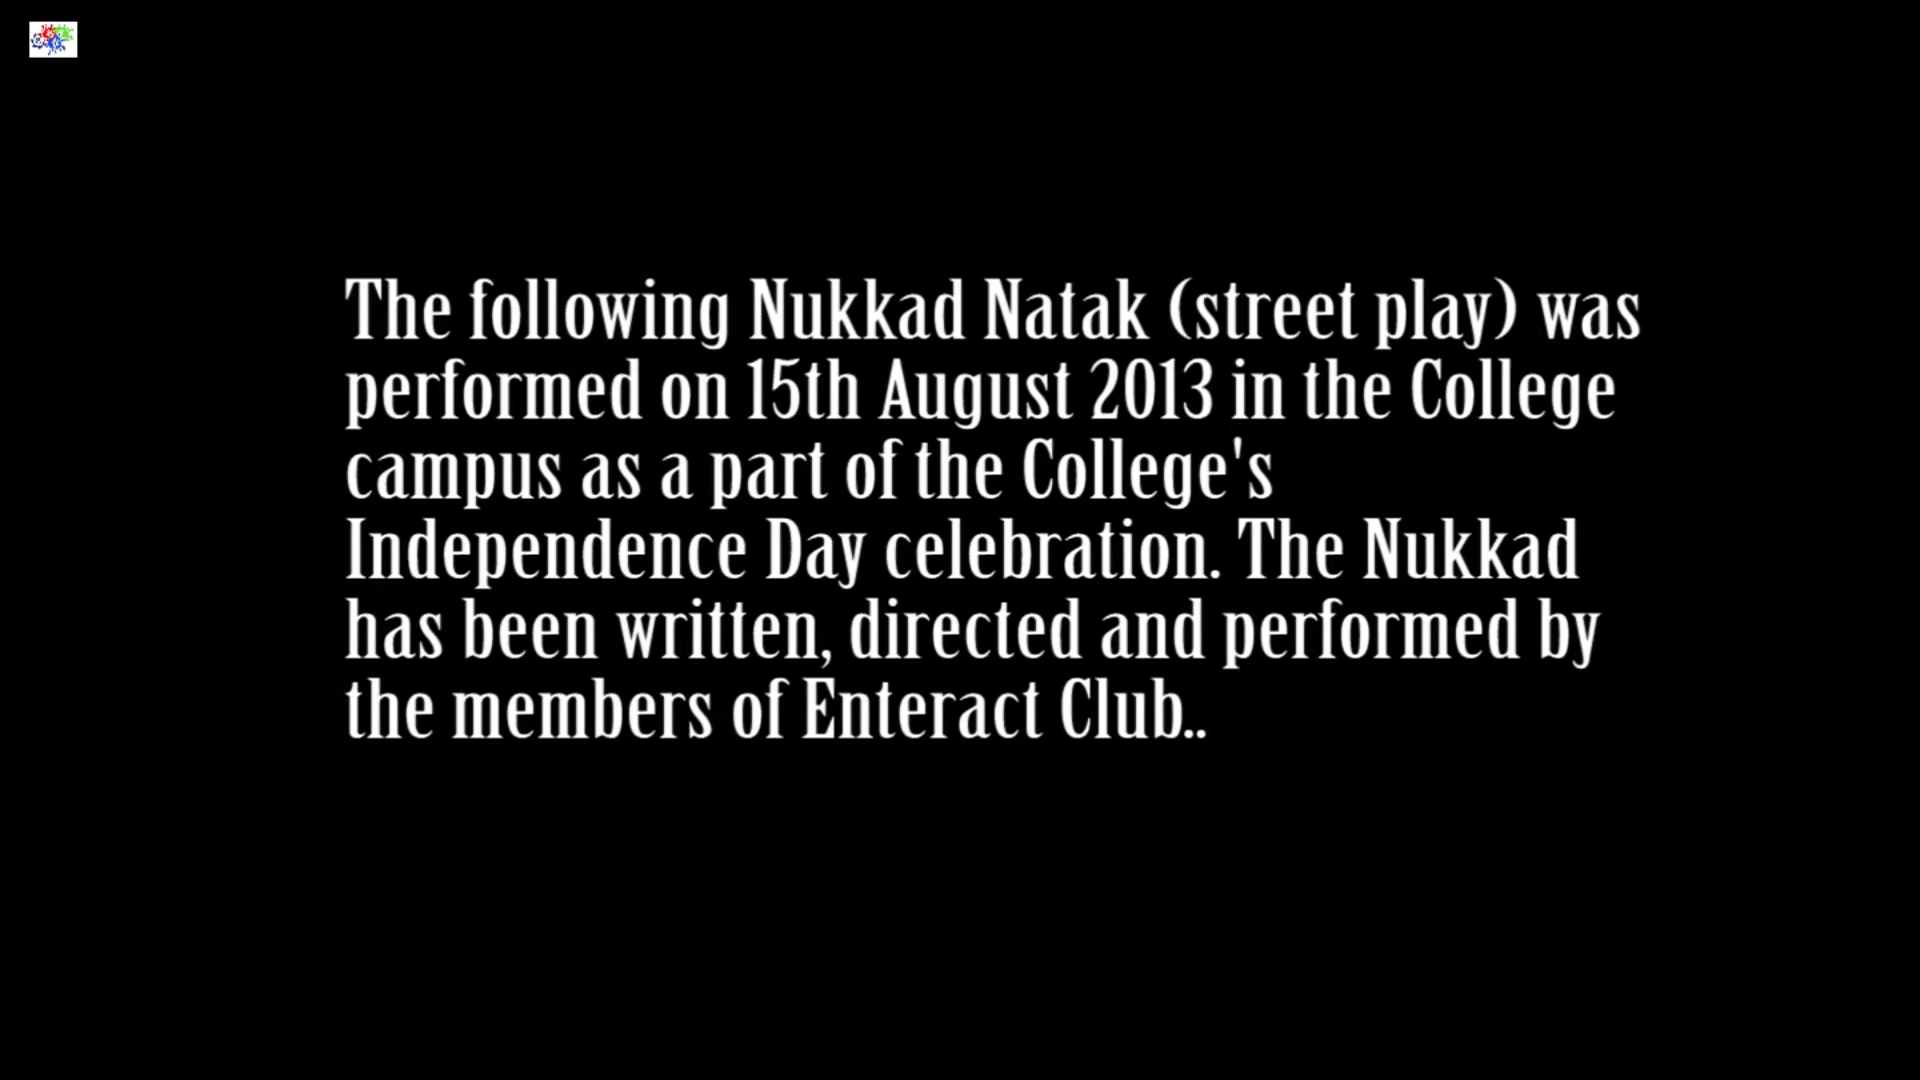 The following Nukkad Natak (street play) was
performed on 15th August 2013 in the College
campus as a part of the College's
Independence Day celebration. The Nukkad
has been written, directed and performed by
the members of Enteract Club..